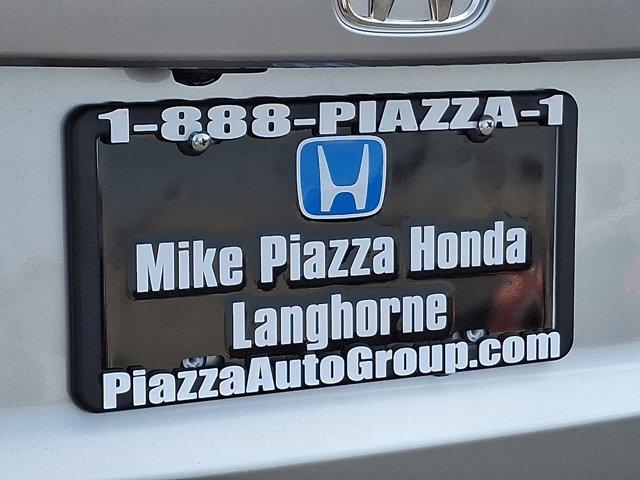 1-888-PIAZZA-1
Mike Piazza Honda
Langhorne
PiazzaAutoGroup.com